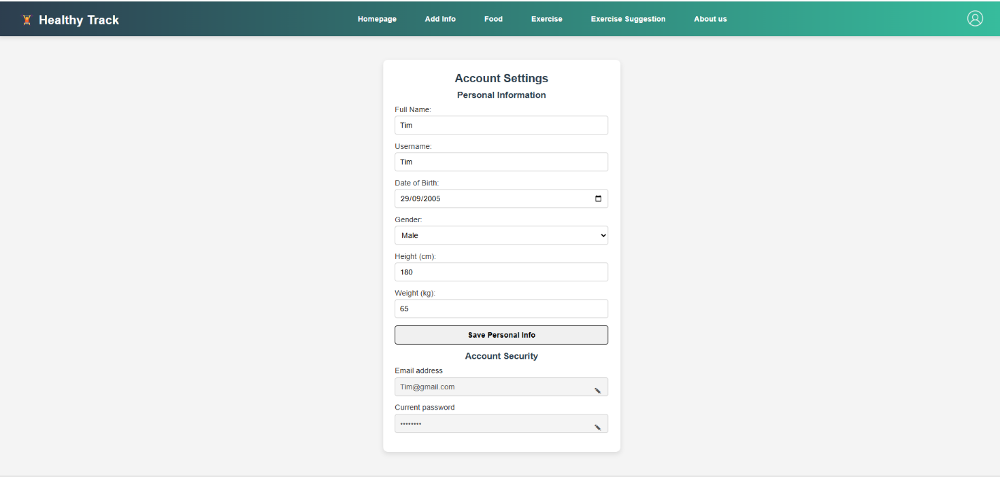 Healthy Track
Homepage Add Info Food Exercise Exercise Suggestion About us
Account Settings
Personal Information
Full Name:
Tim
Username:
Tim
Date of Birth:
29/09/2005
Gender:
Male
Height (cm):
180
Weight (kg):
65
Save Personal Info
Account Security
Email address
Tim@gmail.com
Current password
••••••••